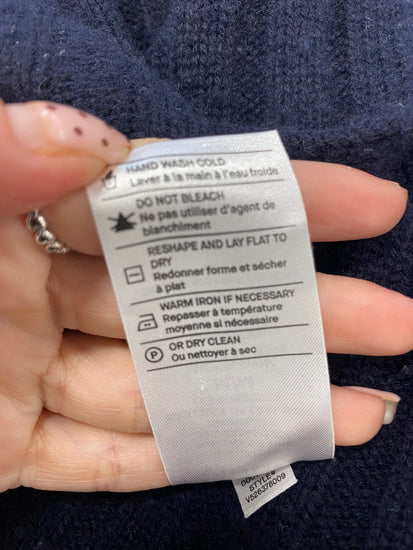 HAND WASH COLD
Laver à la main à l'eau froide
DO NOT BLEACH
Ne pas utiliser d'agent de
blanchiment
RESHAPE AND LAY FLAT TO
DRY
Redonner forme et sécher
à plat
WARM IRON IF NECESSARY
Repasser à température
moyenne si nécessaire
P
OR DRY CLEAN
Ou nettoyer à sec
STYLE#
V526378009